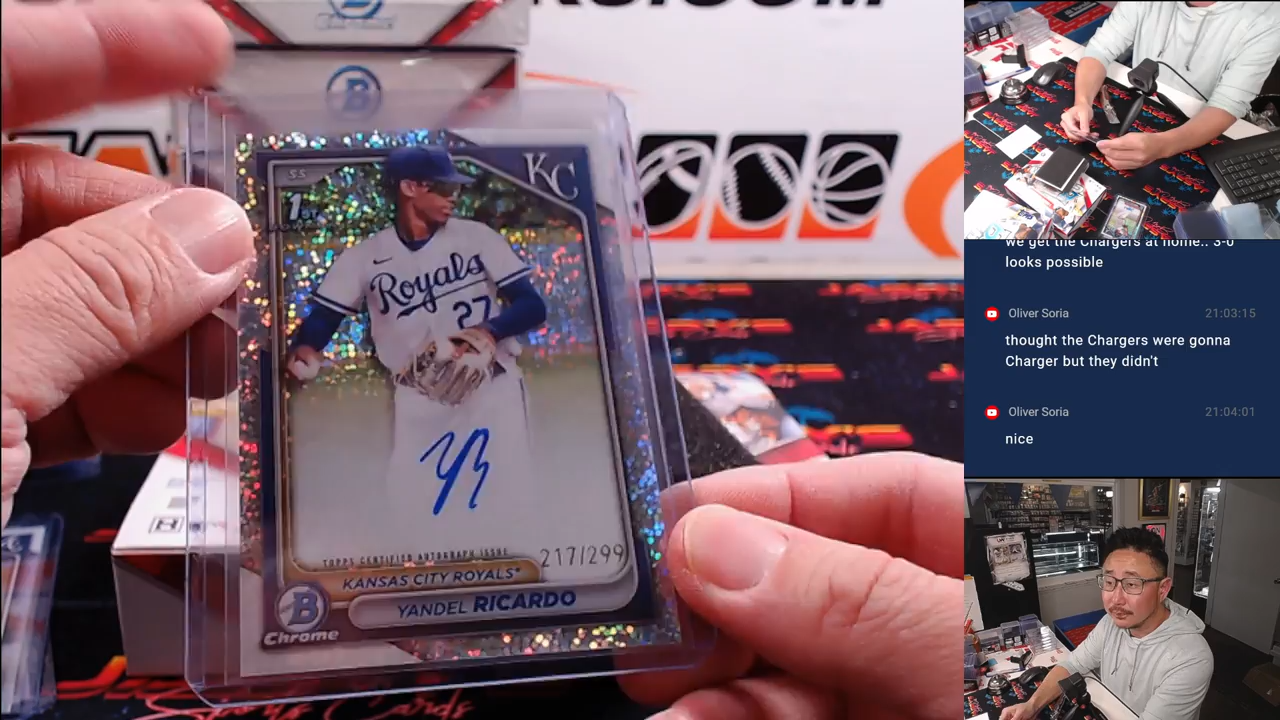 SS
1ST
KC
Royals
27
TOPPS CERTIFIED AUTOGRAPH ISSUE
217/299
KANSAS CITY ROYALS*
YANDEL RICARDO
B
Chrome
Sports Cards
we get the Chargers at home.. 3-0
looks possible
Oliver Soria
21:03:15
thought the Chargers were gonna
Charger but they didn't
Oliver Soria
21:04:01
nice